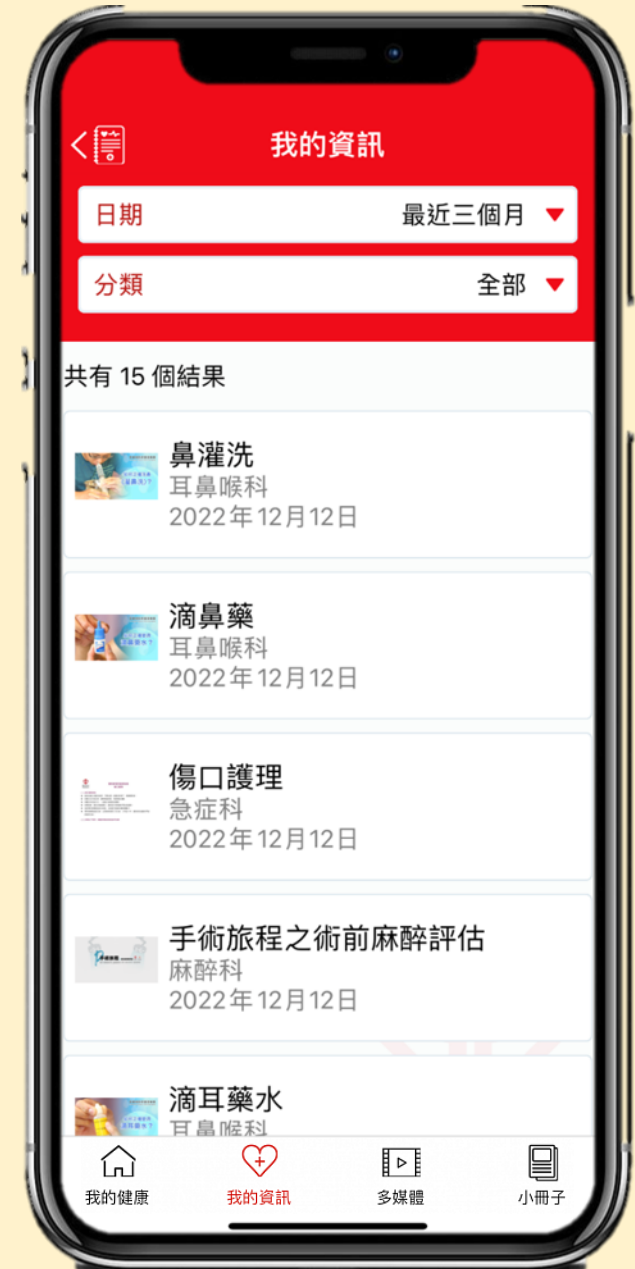 我的資訊
日期
最近三個月
分類
全部
共有 15 個結果
鼻灌洗
耳鼻喉科
2022年12月12日
滴鼻藥
耳鼻喉科
2022年12月12日
傷口護理
急症科
2022年12月12日
手術旅程之術前麻醉評估
麻醉科
2022年12月12日
滴耳藥水
耳鼻喉科
我的健康
我的資訊
多媒體
小冊子